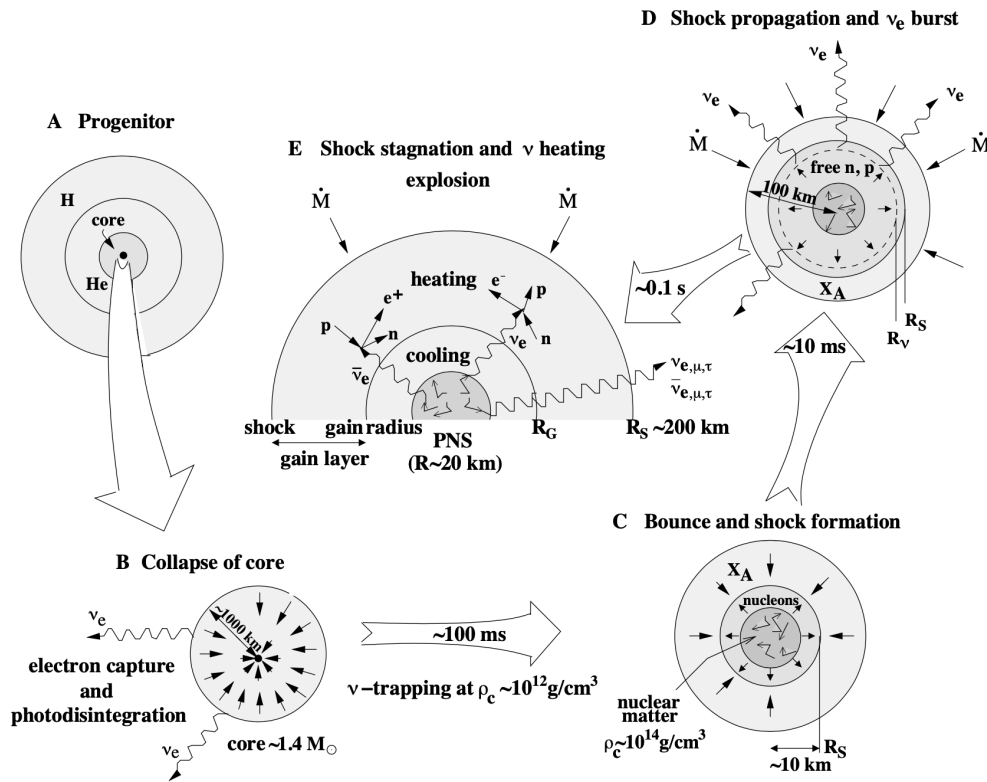 A Progenitor
H
core
He
B Collapse of core
νe
~1000 km
electron capture
and
photodisintegration
νe
core ~1.4 M☉
~100 ms
ν−trapping at ρc ~10¹²g/cm³
C Bounce and shock formation
XA
nucleons
nuclear
matter
ρc~10¹⁴g/cm³
RS
~10 km
~10 ms
D Shock propagation and νe burst
νe
νe
νe
Ṁ
Ṁ
free n, p
100 km
XA
RS
Rν
~0.1 s
E Shock stagnation and ν heating
explosion
Ṁ
Ṁ
heating
e+
e-
p
p
n
n
cooling
ν̄e
νe
νe,μ,τ
ν̄e,μ,τ
shock
gain radius
gain layer
PNS
(R~20 km)
RG
RS ~200 km